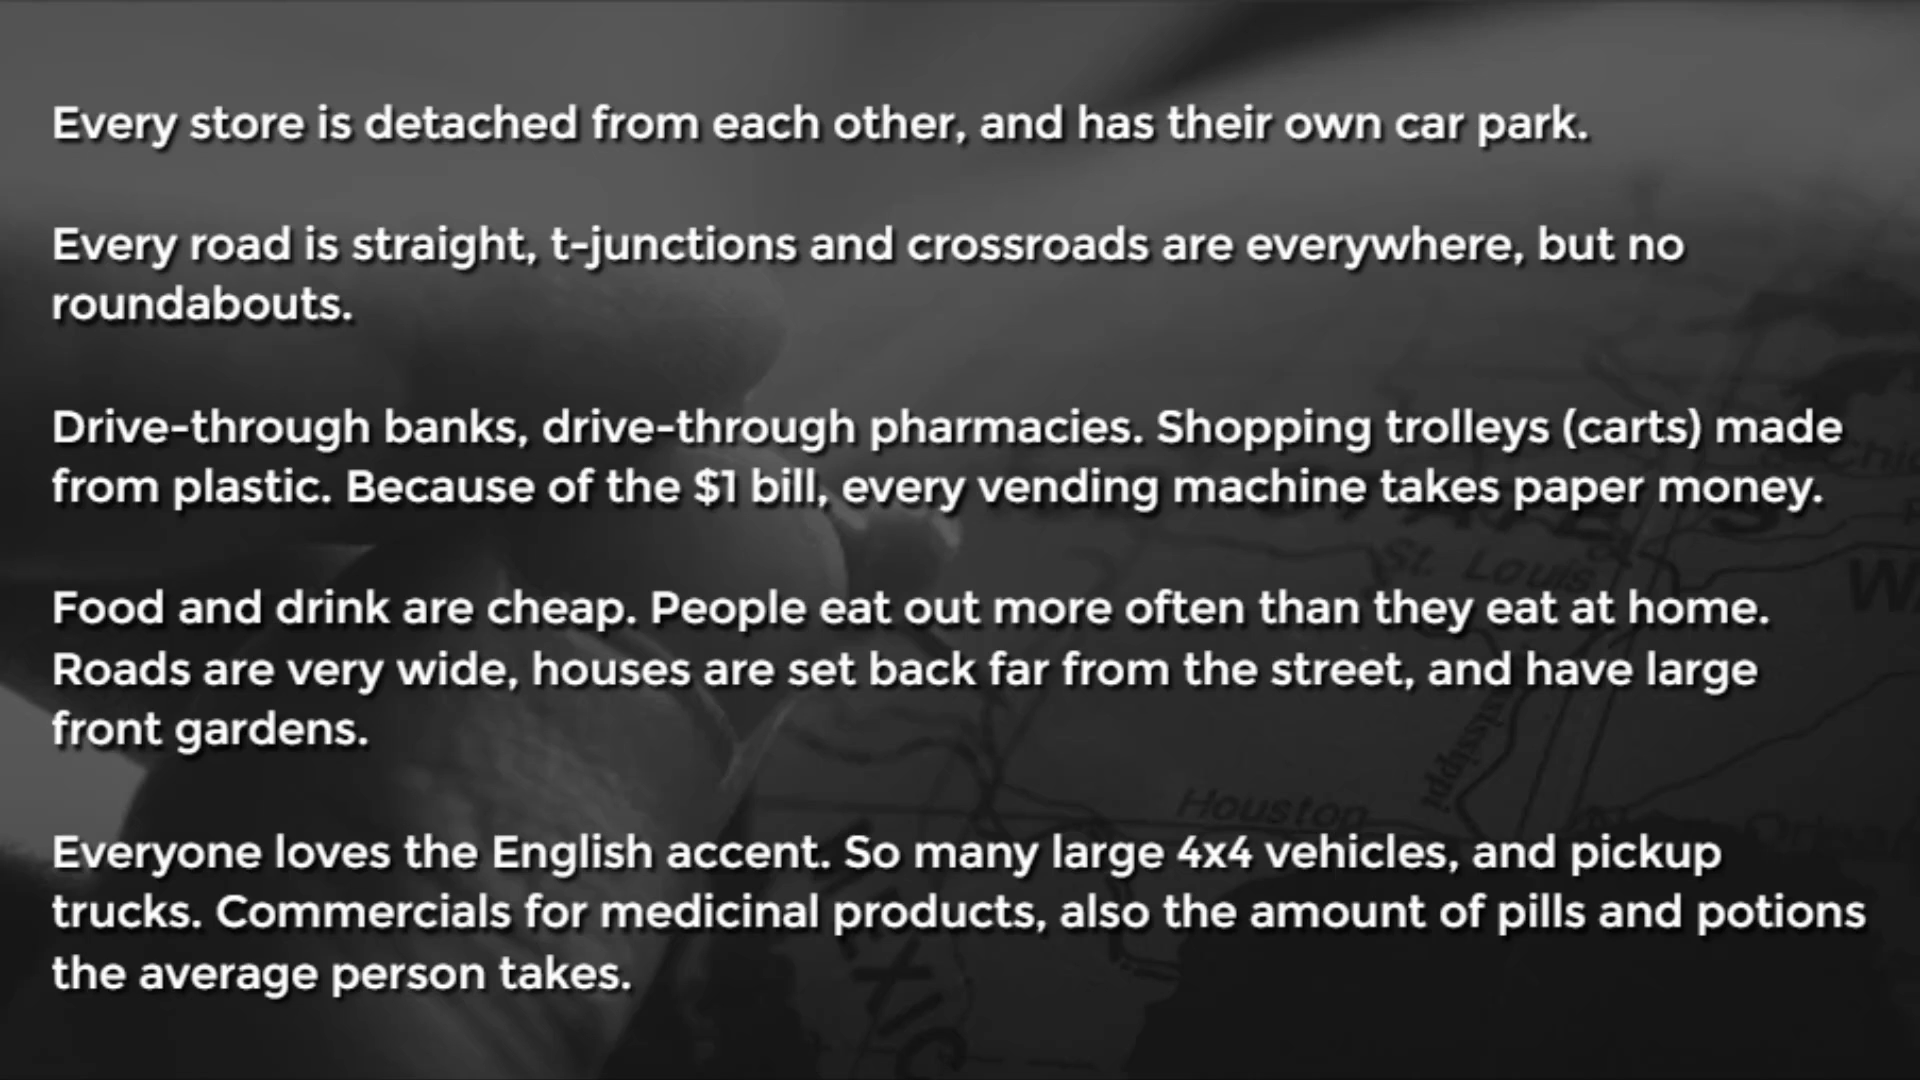 Every store is detached from each other, and has their own car park.
Every road is straight, t-junctions and crossroads are everywhere, but no
roundabouts.
Drive-through banks, drive-through pharmacies. Shopping trolleys (carts) made
from plastic. Because of the $1 bill, every vending machine takes paper money.
Food and drink are cheap. People eat out more often than they eat at home.
Roads are very wide, houses are set back far from the street, and have large
front gardens.
Everyone loves the English accent. So many large 4x4 vehicles, and pickup
trucks. Commercials for medicinal products, also the amount of pills and potions
the average person takes.
St. Louis
Houston